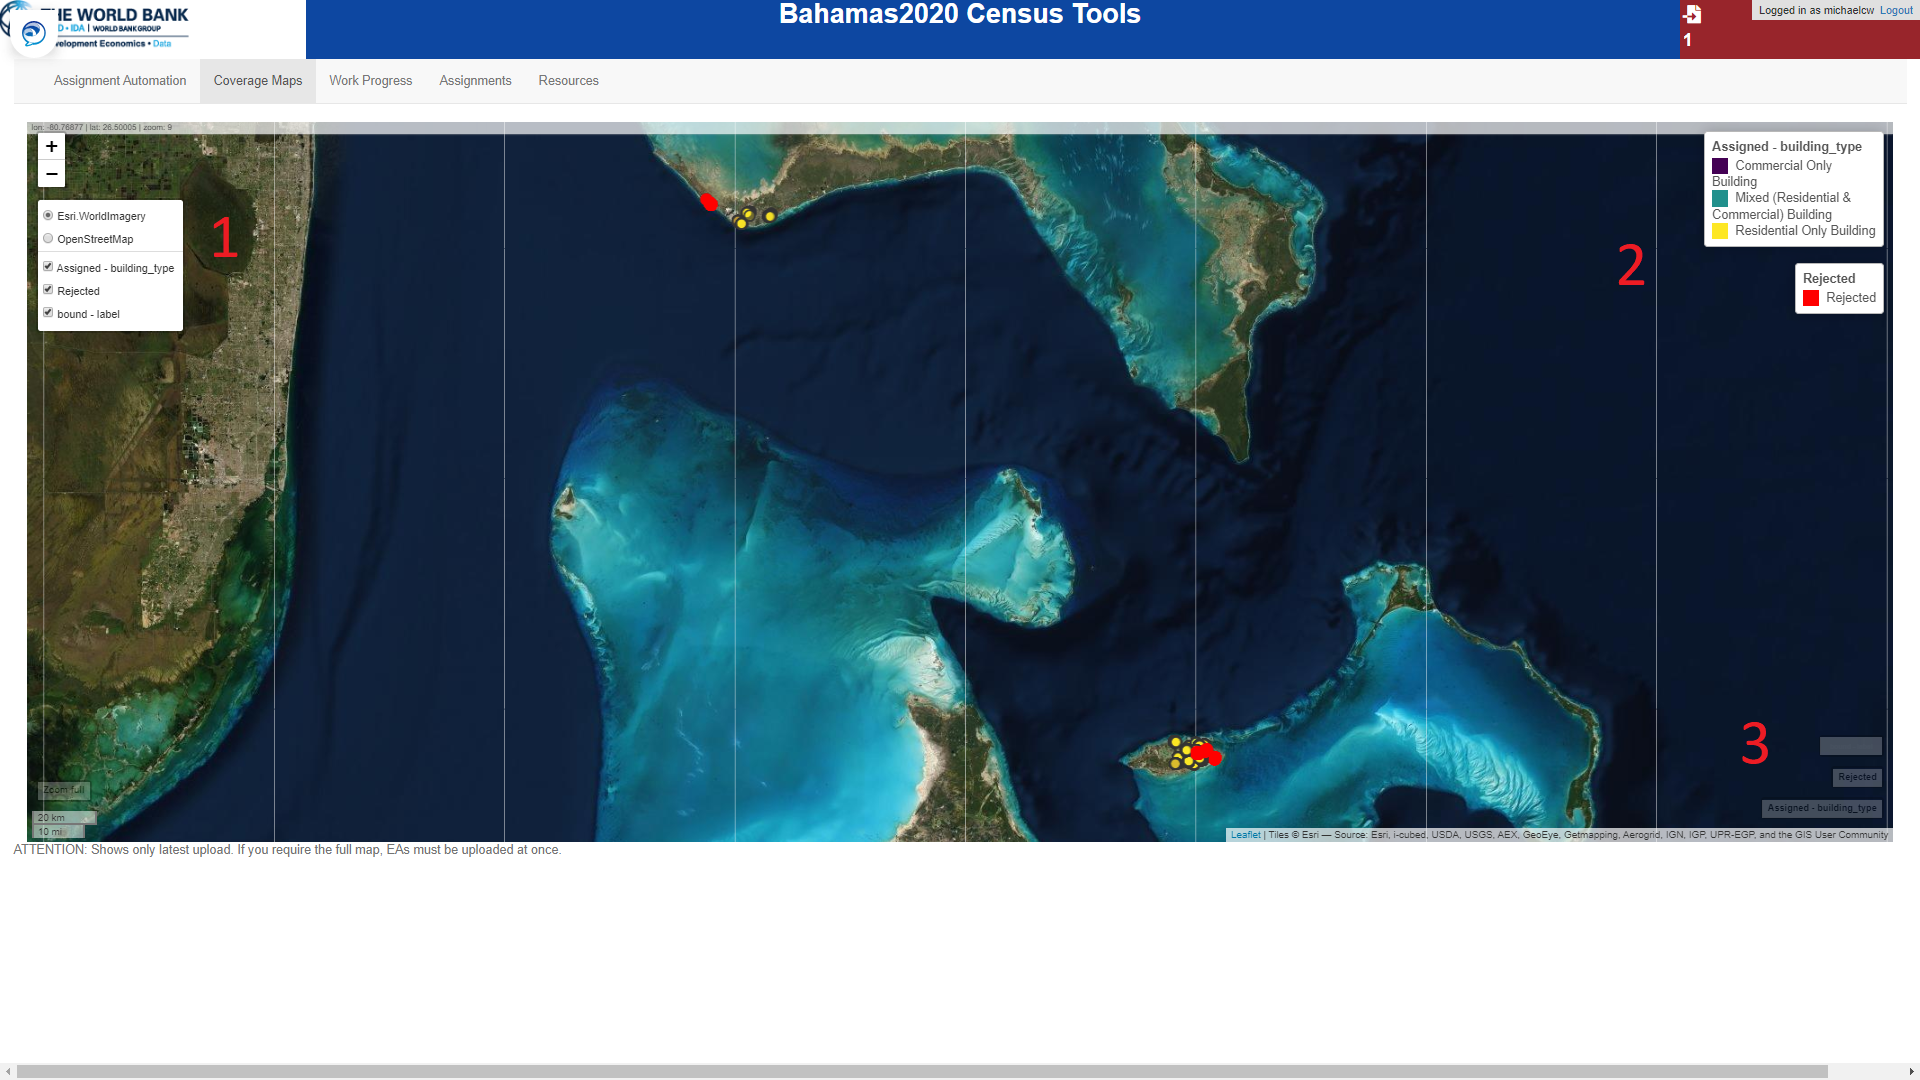 THE WORLD BANK
D • IDA | WORLD BANK GROUP
velopment Economics • Data
Bahamas2020 Census Tools
1
Logged in as michaelcw Logout
Assignment Automation
Coverage Maps
Work Progress
Assignments
Resources
lon: -80.76877 | lat: 26.50005 | zoom: 9
+
−
Esri.WorldImagery
OpenStreetMap
Assigned - building_type
Rejected
bound - label
1
Assigned - building_type
Commercial Only
Building
Mixed (Residential &
Commercial) Building
Residential Only Building
2
Rejected
Rejected
3
Rejected
Assigned - building_type
Zoom full
20 km
10 mi
Leaflet | Tiles © Esri — Source: Esri, i-cubed, USDA, USGS, AEX, GeoEye, Getmapping, Aerogrid, IGN, IGP, UPR-EGP, and the GIS User Community
ATTENTION: Shows only latest upload. If you require the full map, EAs must be uploaded at once.